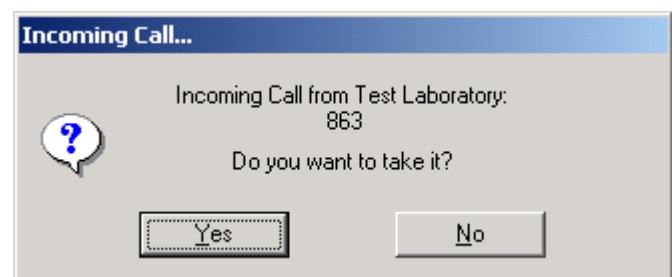 Incoming Call...
Incoming Call from Test Laboratory:
863
Do you want to take it?
Yes
No